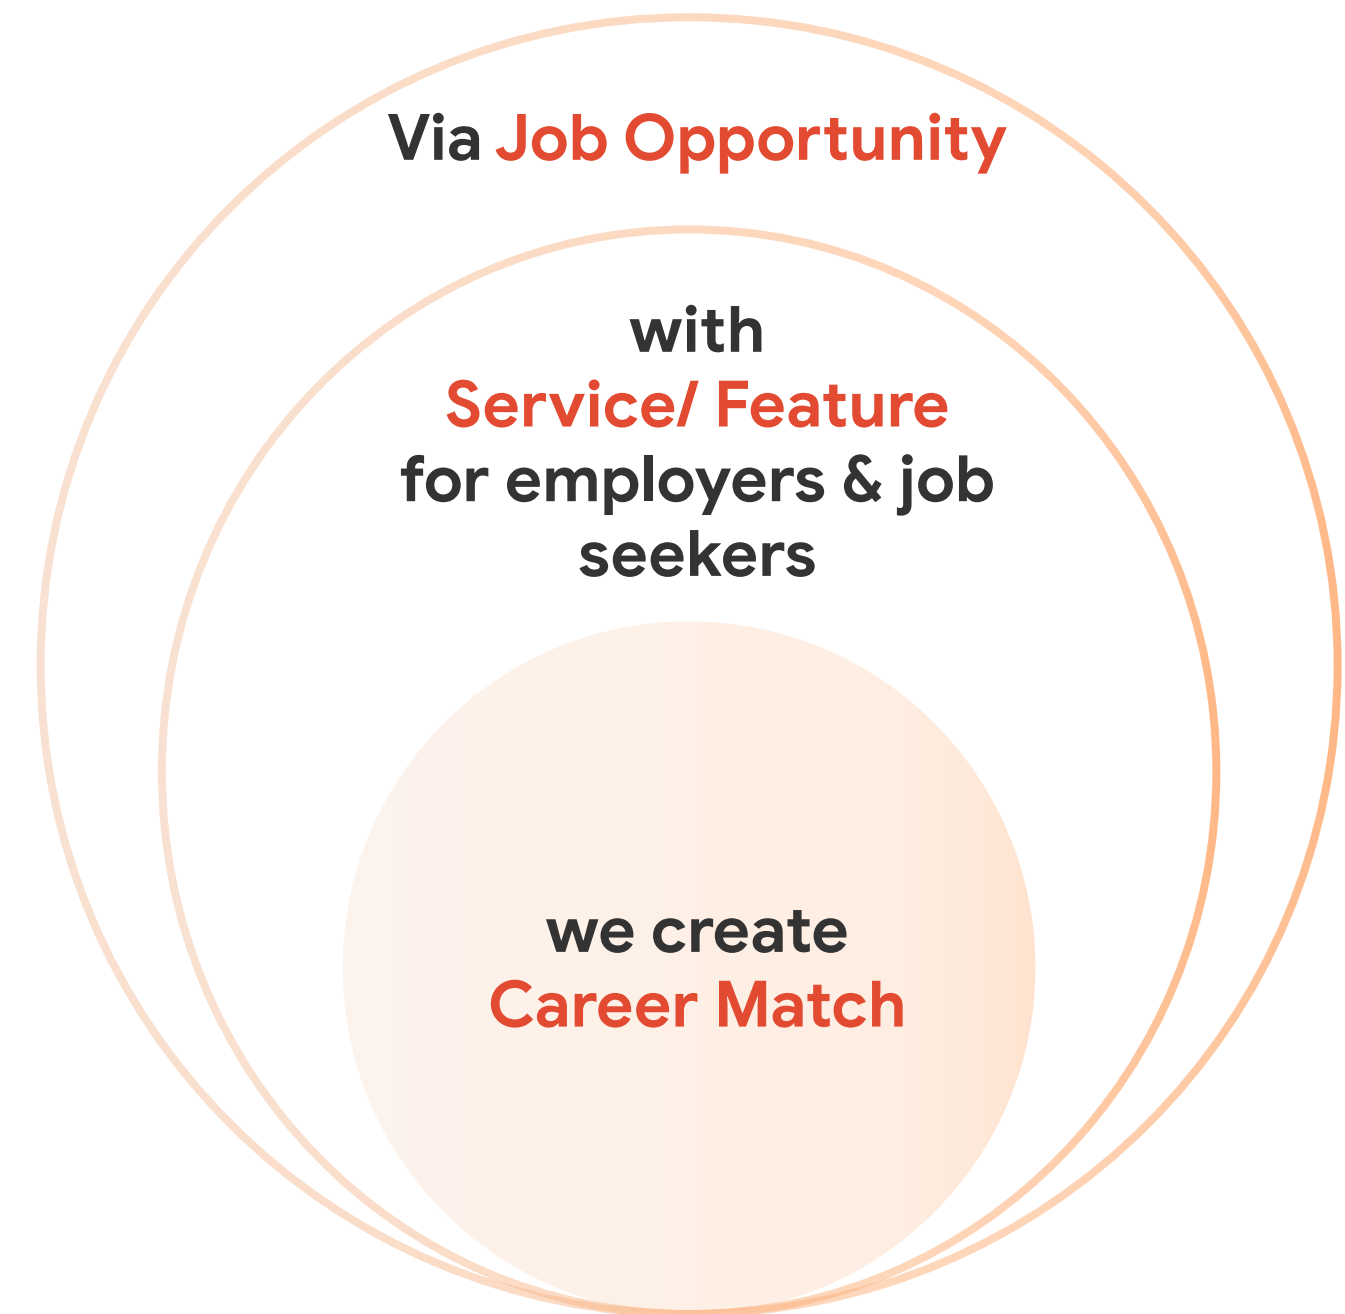 Via Job Opportunity
with
Service/ Feature
for employers & job
seekers
we create
Career Match